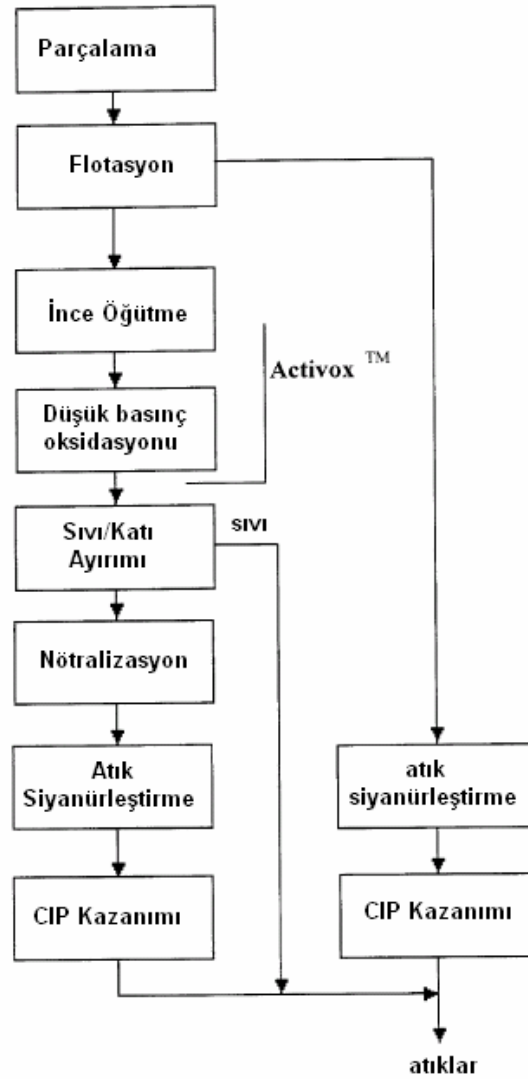 Parçalama
Flotasyon
İnce Öğütme
Activox ™
Düşük basınç
oksidasyonu
Sıvı/Katı
Ayırımı
sıvı
Nötralizasyon
Atık
Siyanürleştirme
atık
siyanürleştirme
CIP Kazanımı
CIP Kazanımı
atıklar